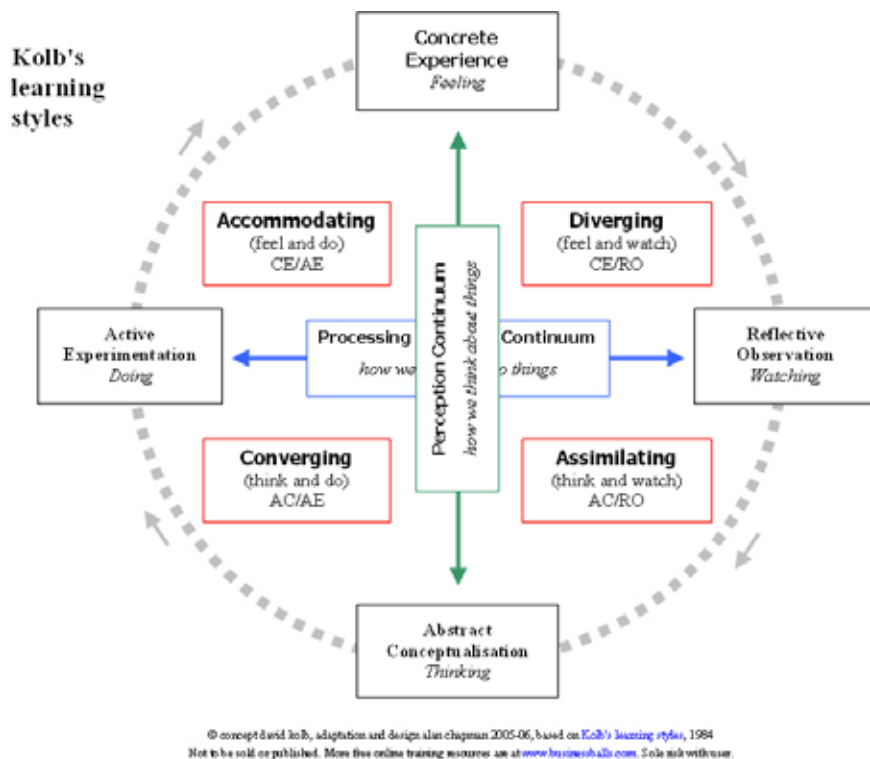 Kolb's
learning
styles
Concrete
Experience
Feeling
Accommodating
(feel and do)
CE/AE
Diverging
(feel and watch)
CE/RO
Active
Experimentation
Doing
Processing Continuum
how we o things
Perception Continuum
how we think about things
Reflective
Observation
Watching
Converging
(think and do)
AC/AE
Assimilating
(think and watch)
AC/RO
Abstract
Conceptualisation
Thinking
© concept david kolb, adaptation and design alan chapman 2005-06, based on Kolb's learning styles, 1984
Not to be sold or published. More free online training resources are at www.businessballs.com. Sole risk with user.